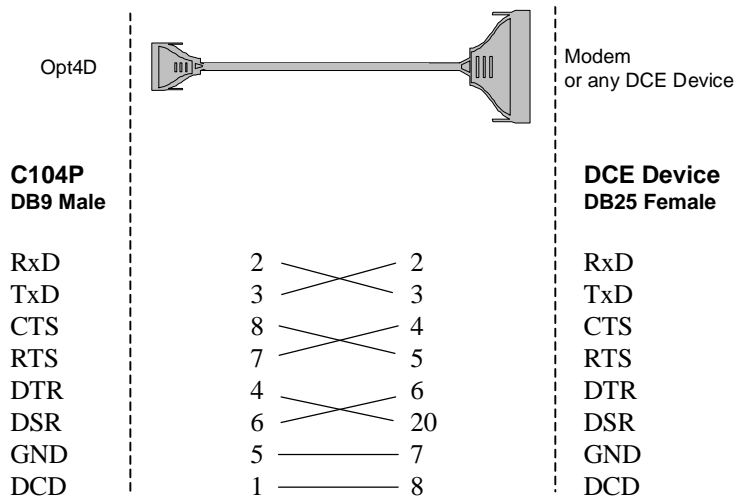 Opt4D
Modem
or any DCE Device
C104P
DB9 Male
DCE Device
DB25 Female
RxD 2 2 RxD
TxD 3 3 TxD
CTS 8 4 CTS
RTS 7 5 RTS
DTR 4 6 DTR
DSR 6 20 DSR
GND 5 7 GND
DCD 1 8 DCD